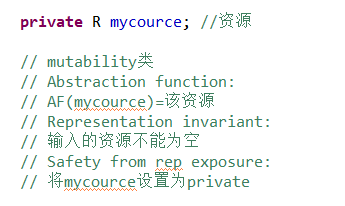 private R mycource; //资源
// mutability类
// Abstraction function:
// AF(mycource)=该资源
// Representation invariant:
// 输入的资源不能为空
// Safety from rep exposure:
// 将mycource设置为private